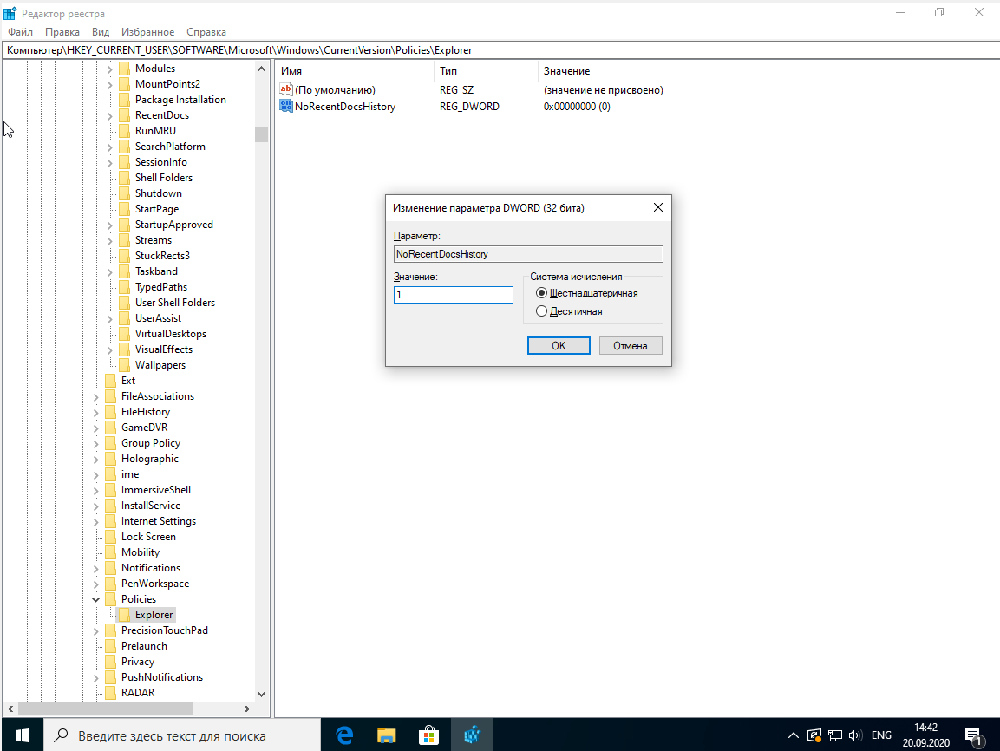 Редактор реестра
Файл Правка Вид Избранное Справка
Компьютер\HKEY_CURRENT_USER\SOFTWARE\Microsoft\Windows\CurrentVersion\Policies\Explorer
Modules
MountPoints2
Package Installation
RecentDocs
RunMRU
SearchPlatform
SessionInfo
Shell Folders
Shutdown
StartPage
StartupApproved
Streams
StuckRects3
Taskband
TypedPaths
User Shell Folders
UserAssist
VirtualDesktops
VisualEffects
Wallpapers
Ext
FileAssociations
FileHistory
GameDVR
Group Policy
Holographic
ime
ImmersiveShell
InstallService
Internet Settings
Lock Screen
Mobility
Notifications
PenWorkspace
Policies
Explorer
PrecisionTouchPad
Prelaunch
Privacy
PushNotifications
RADAR
Имя Тип Значение
ab (По умолчанию) REG_SZ (значение не присвоено)
NoRecentDocsHistory REG_DWORD 0x00000000 (0)
Изменение параметра DWORD (32 бита)
Параметр:
NoRecentDocsHistory
Значение:
1
Система исчисления
Шестнадцатеричная
Десятичная
OK Отмена
Введите здесь текст для поиска
ENG
14:42
20.09.2020
1